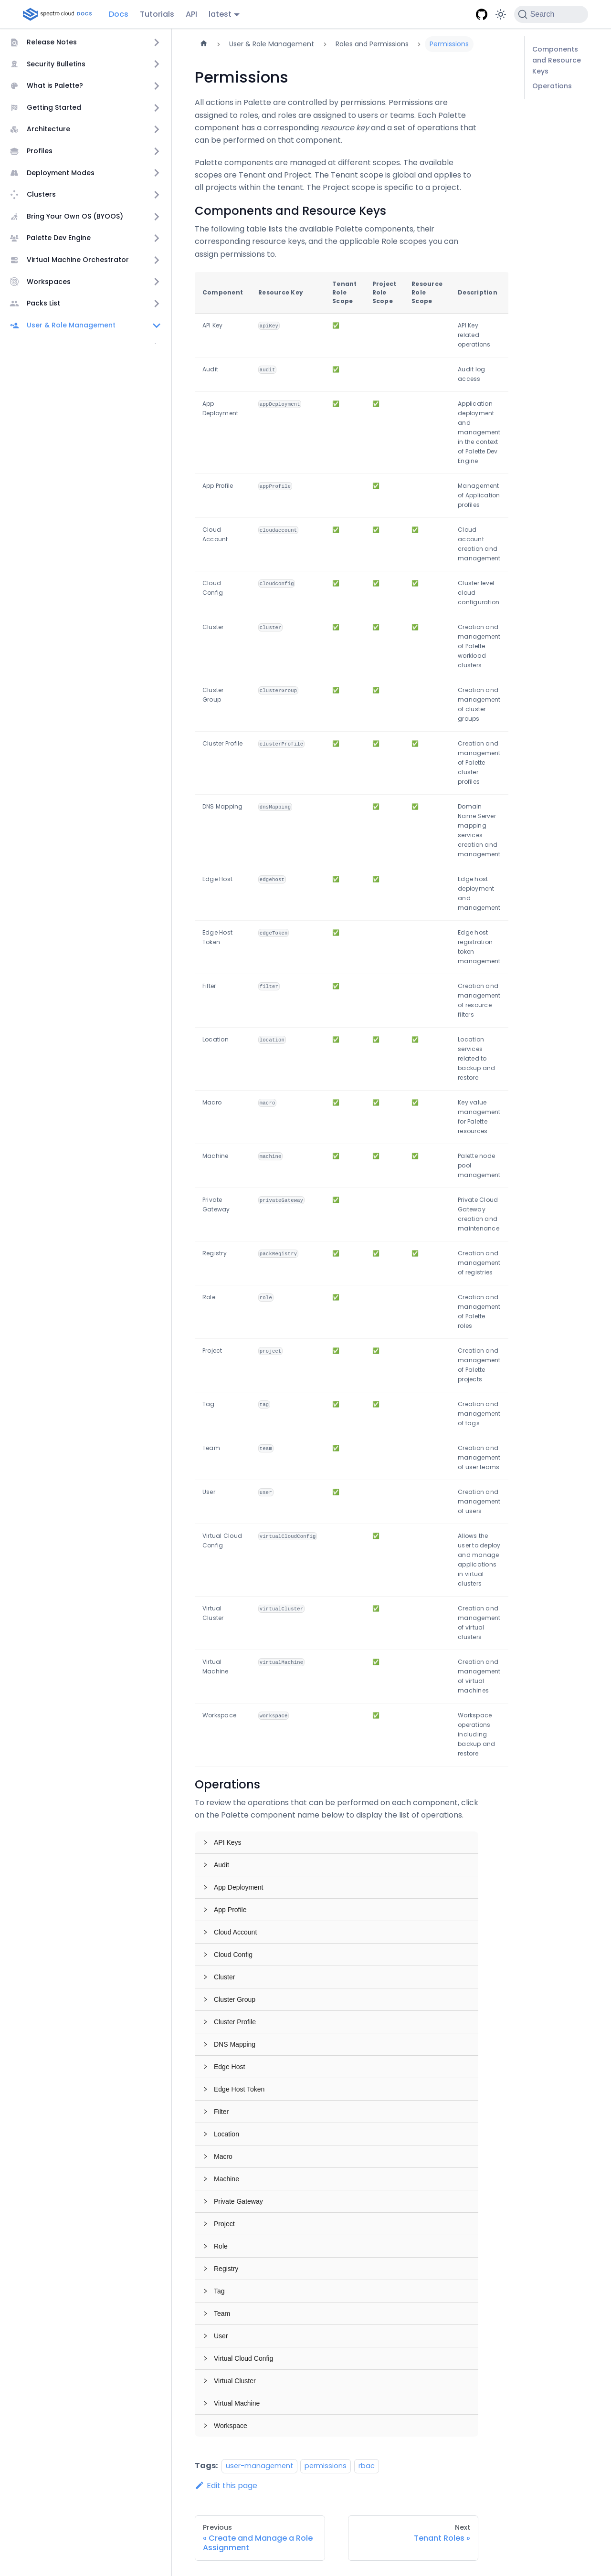 spectro cloud DOCS Docs Tutorials API latest Search
Release Notes
Security Bulletins
What is Palette?
Getting Started
Architecture
Profiles
Deployment Modes
Clusters
Bring Your Own OS (BYOOS)
Palette Dev Engine
Virtual Machine Orchestrator
Workspaces
Packs List
User & Role Management
User & Role Management Roles and Permissions Permissions
Permissions
All actions in Palette are controlled by permissions. Permissions are
assigned to roles, and roles are assigned to users or teams. Each Palette
component has a corresponding resource key and a set of operations that
can be performed on that component.
Palette components are managed at different scopes. The available
scopes are Tenant and Project. The Tenant scope is global and applies to
all projects within the tenant. The Project scope is specific to a project.
Components and Resource Keys
The following table lists the available Palette components, their
corresponding resource keys, and the applicable Role scopes you can
assign permissions to.
Component Resource Key Tenant Role Scope Project Role Scope Resource Role Scope Description
API Key apiKey ✅ API Key related operations
Audit audit ✅ Audit log access
App Deployment appDeployment ✅ ✅ Application deployment and management in the context of Palette Dev Engine
App Profile appProfile ✅ Management of Application profiles
Cloud Account cloudaccount ✅ ✅ ✅ Cloud account creation and management
Cloud Config cloudconfig ✅ ✅ ✅ Cluster level cloud configuration
Cluster cluster ✅ ✅ ✅ Creation and management of Palette workload clusters
Cluster Group clusterGroup ✅ ✅ Creation and management of cluster groups
Cluster Profile clusterProfile ✅ ✅ ✅ Creation and management of Palette cluster profiles
DNS Mapping dnsMapping ✅ ✅ Domain Name Server mapping services creation and management
Edge Host edgehost ✅ ✅ Edge host deployment and management
Edge Host Token edgeToken ✅ Edge host registration token management
Filter filter ✅ Creation and management of resource filters
Location location ✅ ✅ ✅ Location services related to backup and restore
Macro macro ✅ ✅ ✅ Key value management for Palette resources
Machine machine ✅ ✅ ✅ Palette node pool management
Private Gateway privateGateway ✅ Private Cloud Gateway creation and maintenance
Registry packRegistry ✅ ✅ ✅ Creation and management of registries
Role role ✅ Creation and management of Palette roles
Project project ✅ ✅ Creation and management of Palette projects
Tag tag ✅ ✅ Creation and management of tags
Team team ✅ Creation and management of user teams
User user ✅ Creation and management of users
Virtual Cloud Config virtualCloudConfig ✅ Allows the user to deploy and manage applications in virtual clusters
Virtual Cluster virtualCluster ✅ Creation and management of virtual clusters
Virtual Machine virtualMachine ✅ Creation and management of virtual machines
Workspace workspace ✅ Workspace operations including backup and restore
Operations
To review the operations that can be performed on each component, click
on the Palette component name below to display the list of operations.
API Keys
Audit
App Deployment
App Profile
Cloud Account
Cloud Config
Cluster
Cluster Group
Cluster Profile
DNS Mapping
Edge Host
Edge Host Token
Filter
Location
Macro
Machine
Private Gateway
Project
Role
Registry
Tag
Team
User
Virtual Cloud Config
Virtual Cluster
Virtual Machine
Workspace
Tags: user-management permissions rbac
Edit this page
Previous
« Create and Manage a Role
Assignment
Next
Tenant Roles »
Components
and Resource
Keys
Operations